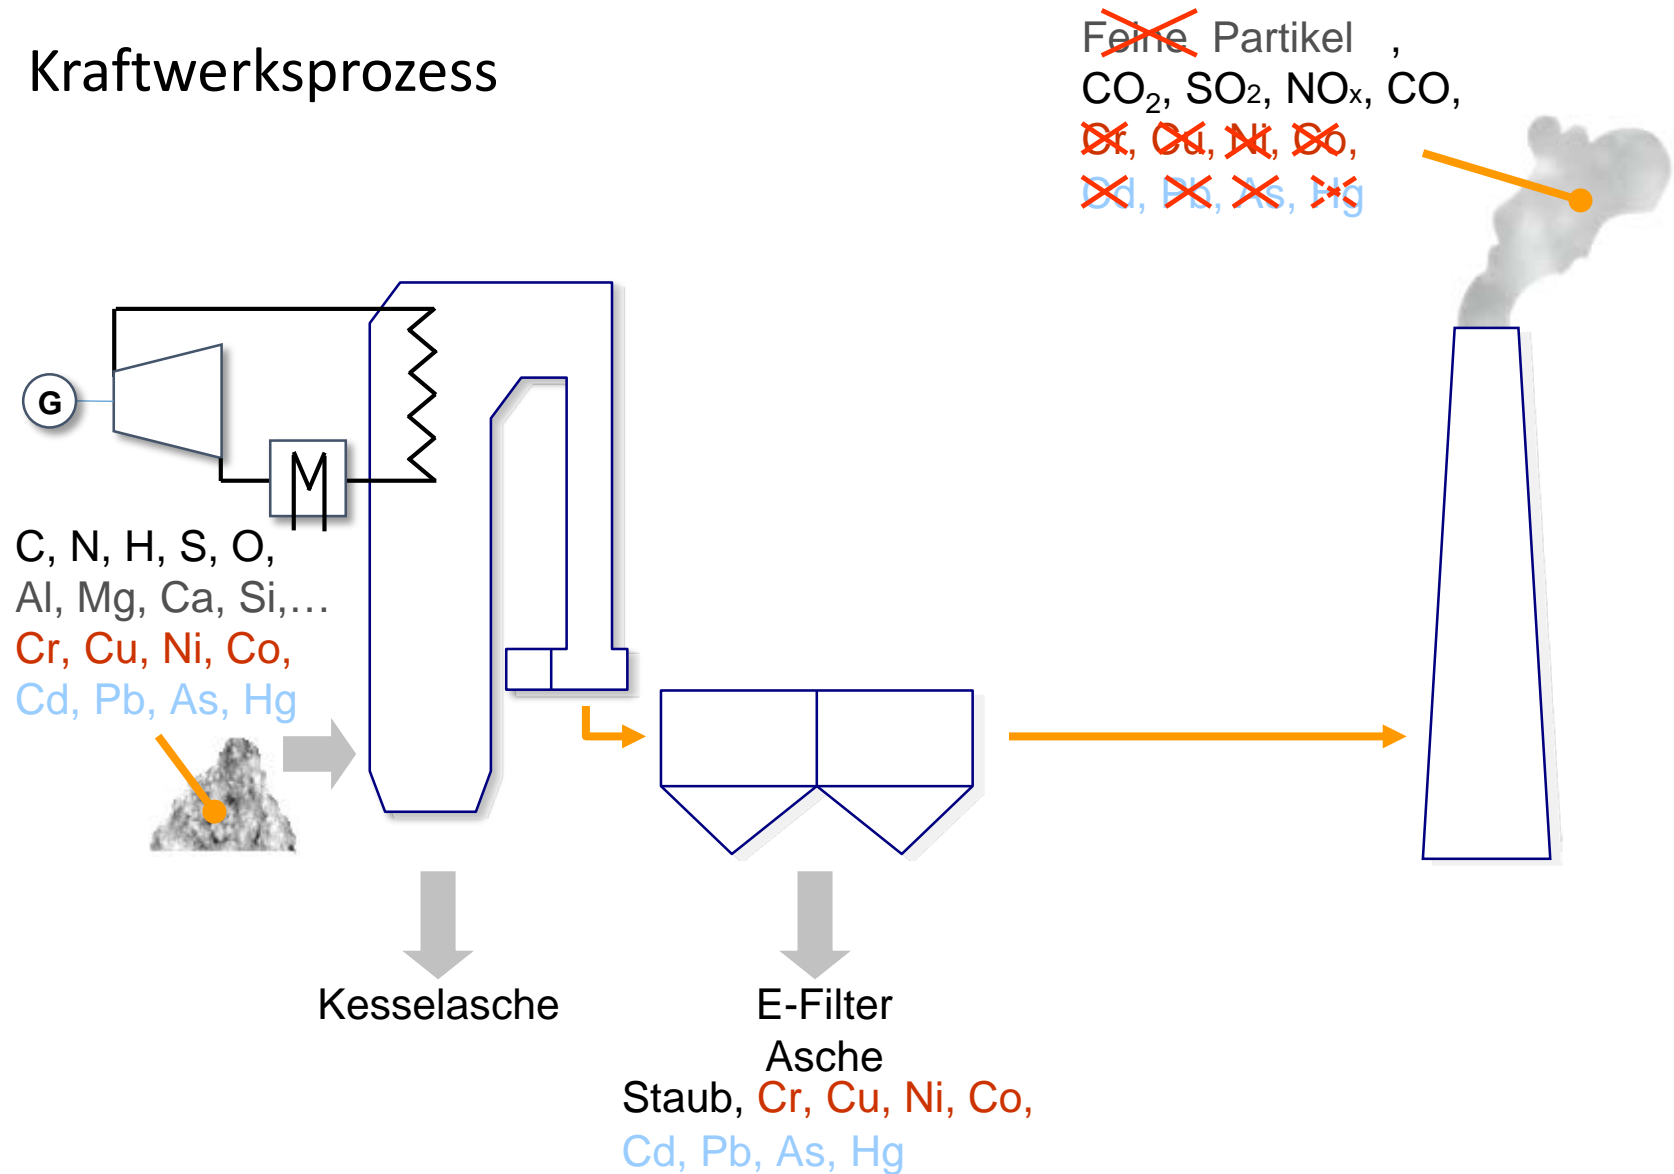 Kraftwerksprozess
Feine Partikel ,
CO₂, SO₂, NOₓ, CO,
Cr, Cu, Ni, Co,
Cd, Pb, As, Hg
G
C, N, H, S, O,
Al, Mg, Ca, Si,…
Cr, Cu, Ni, Co,
Cd, Pb, As, Hg
Kesselasche
E-Filter
Asche
Staub, Cr, Cu, Ni, Co,
Cd, Pb, As, Hg